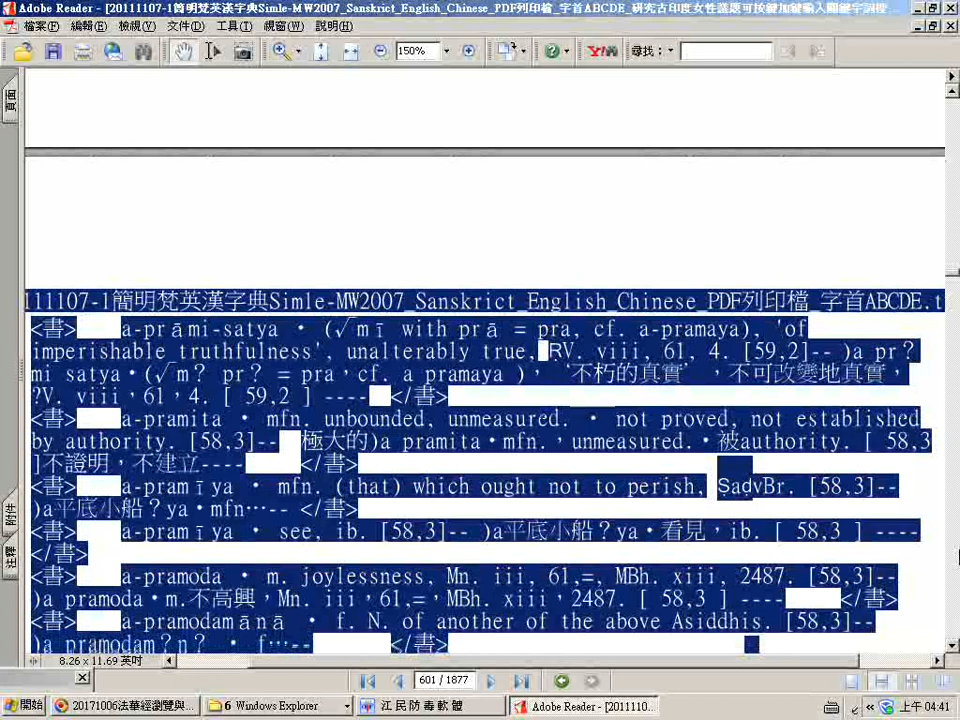 Adobe Reader - [20111107-1簡明梵英漢字典Simle-MW2007_Sanskrict_English_Chinese_PDF列印檔_字首ABCDE_研究古印度女性議題可按鍵加鍵輸入關鍵字詞搜...
檔案(F) 編輯(E) 檢視(V) 文件(D) 工具(T) 視窗(W) 說明(H)
150% Y! 尋找:
頁面
111107-1簡明梵英漢字典Simle-MW2007_Sanskrict_English_Chinese_PDF列印檔_字首ABCDE.t
<書> a-prāmi-satya • (√mī with prā = pra, cf. a-pramaya), 'of
imperishable truthfulness', unalterably true, RV. viii, 61, 4. [59,2]-- )a pr?
mi satya•(√m? pr? = pra，cf. a pramaya )，‘不朽的真實’，不可改變地真實，
?V. viii，61，4. [ 59,2 ] ---- </書>
<書> a-pramita • mfn. unbounded, unmeasured. • not proved, not established
by authority. [58,3]-- 極大的)a pramita•mfn.，unmeasured.•被authority. [ 58,3
]不證明，不建立---- </書>
<書> a-pramīya • mfn. (that) which ought not to perish, ṢaḍvBr. [58,3]--
)a平底小船？ya•mfn…-- </書>
<書> a-pramīya • see, ib. [58,3]-- )a平底小船？ya•看見，ib. [ 58,3 ] ----
</書>
<書> a-pramoda • m. joylessness, Mn. iii, 61,=, MBh. xiii, 2487. [58,3]--
)a pramoda•m.不高興，Mn. iii，61,=，MBh. xiii，2487. [ 58,3 ] ---- </書>
<書> a-pramodamānā • f. N. of another of the above Asiddhis. [58,3]--
)a pramodam?n? • f…-- </書>
附件
注釋
8.26 x 11.69 英吋
601 / 1877
開始 20171006法華經瀏覽與... 6 Windows Explorer 江民防毒軟體 Adobe Reader - [2011110... 上午 04:41